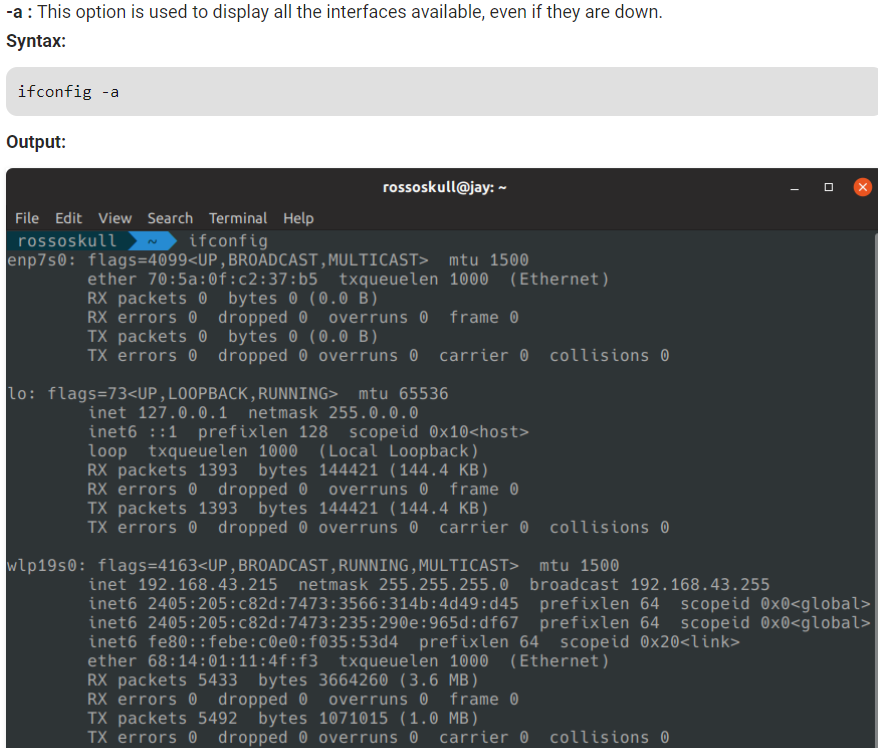 -a : This option is used to display all the interfaces available, even if they are down.
Syntax:
ifconfig -a
Output:
rossoskull@jay: ~
File Edit View Search Terminal Help
rossoskull ~ ifconfig
enp7s0: flags=4099<UP,BROADCAST,MULTICAST>  mtu 1500
ether 70:5a:0f:c2:37:b5  txqueuelen 1000  (Ethernet)
RX packets 0  bytes 0 (0.0 B)
RX errors 0  dropped 0  overruns 0  frame 0
TX packets 0  bytes 0 (0.0 B)
TX errors 0  dropped 0 overruns 0  carrier 0  collisions 0
lo: flags=73<UP,LOOPBACK,RUNNING>  mtu 65536
inet 127.0.0.1  netmask 255.0.0.0
inet6 ::1  prefixlen 128  scopeid 0x10<host>
loop  txqueuelen 1000  (Local Loopback)
RX packets 1393  bytes 144421 (144.4 KB)
RX errors 0  dropped 0  overruns 0  frame 0
TX packets 1393  bytes 144421 (144.4 KB)
TX errors 0  dropped 0 overruns 0  carrier 0  collisions 0
wlp19s0: flags=4163<UP,BROADCAST,RUNNING,MULTICAST>  mtu 1500
inet 192.168.43.215  netmask 255.255.255.0  broadcast 192.168.43.255
inet6 2405:205:c82d:7473:3566:314b:4d49:d45  prefixlen 64  scopeid 0x0<global>
inet6 2405:205:c82d:7473:235:290e:965d:df67  prefixlen 64  scopeid 0x0<global>
inet6 fe80::febe:c0e0:f035:53d4  prefixlen 64  scopeid 0x20<link>
ether 68:14:01:11:4f:f3  txqueuelen 1000  (Ethernet)
RX packets 5433  bytes 3664260 (3.6 MB)
RX errors 0  dropped 0  overruns 0  frame 0
TX packets 5492  bytes 1071015 (1.0 MB)
TX errors 0  dropped 0 overruns 0  carrier 0  collisions 0